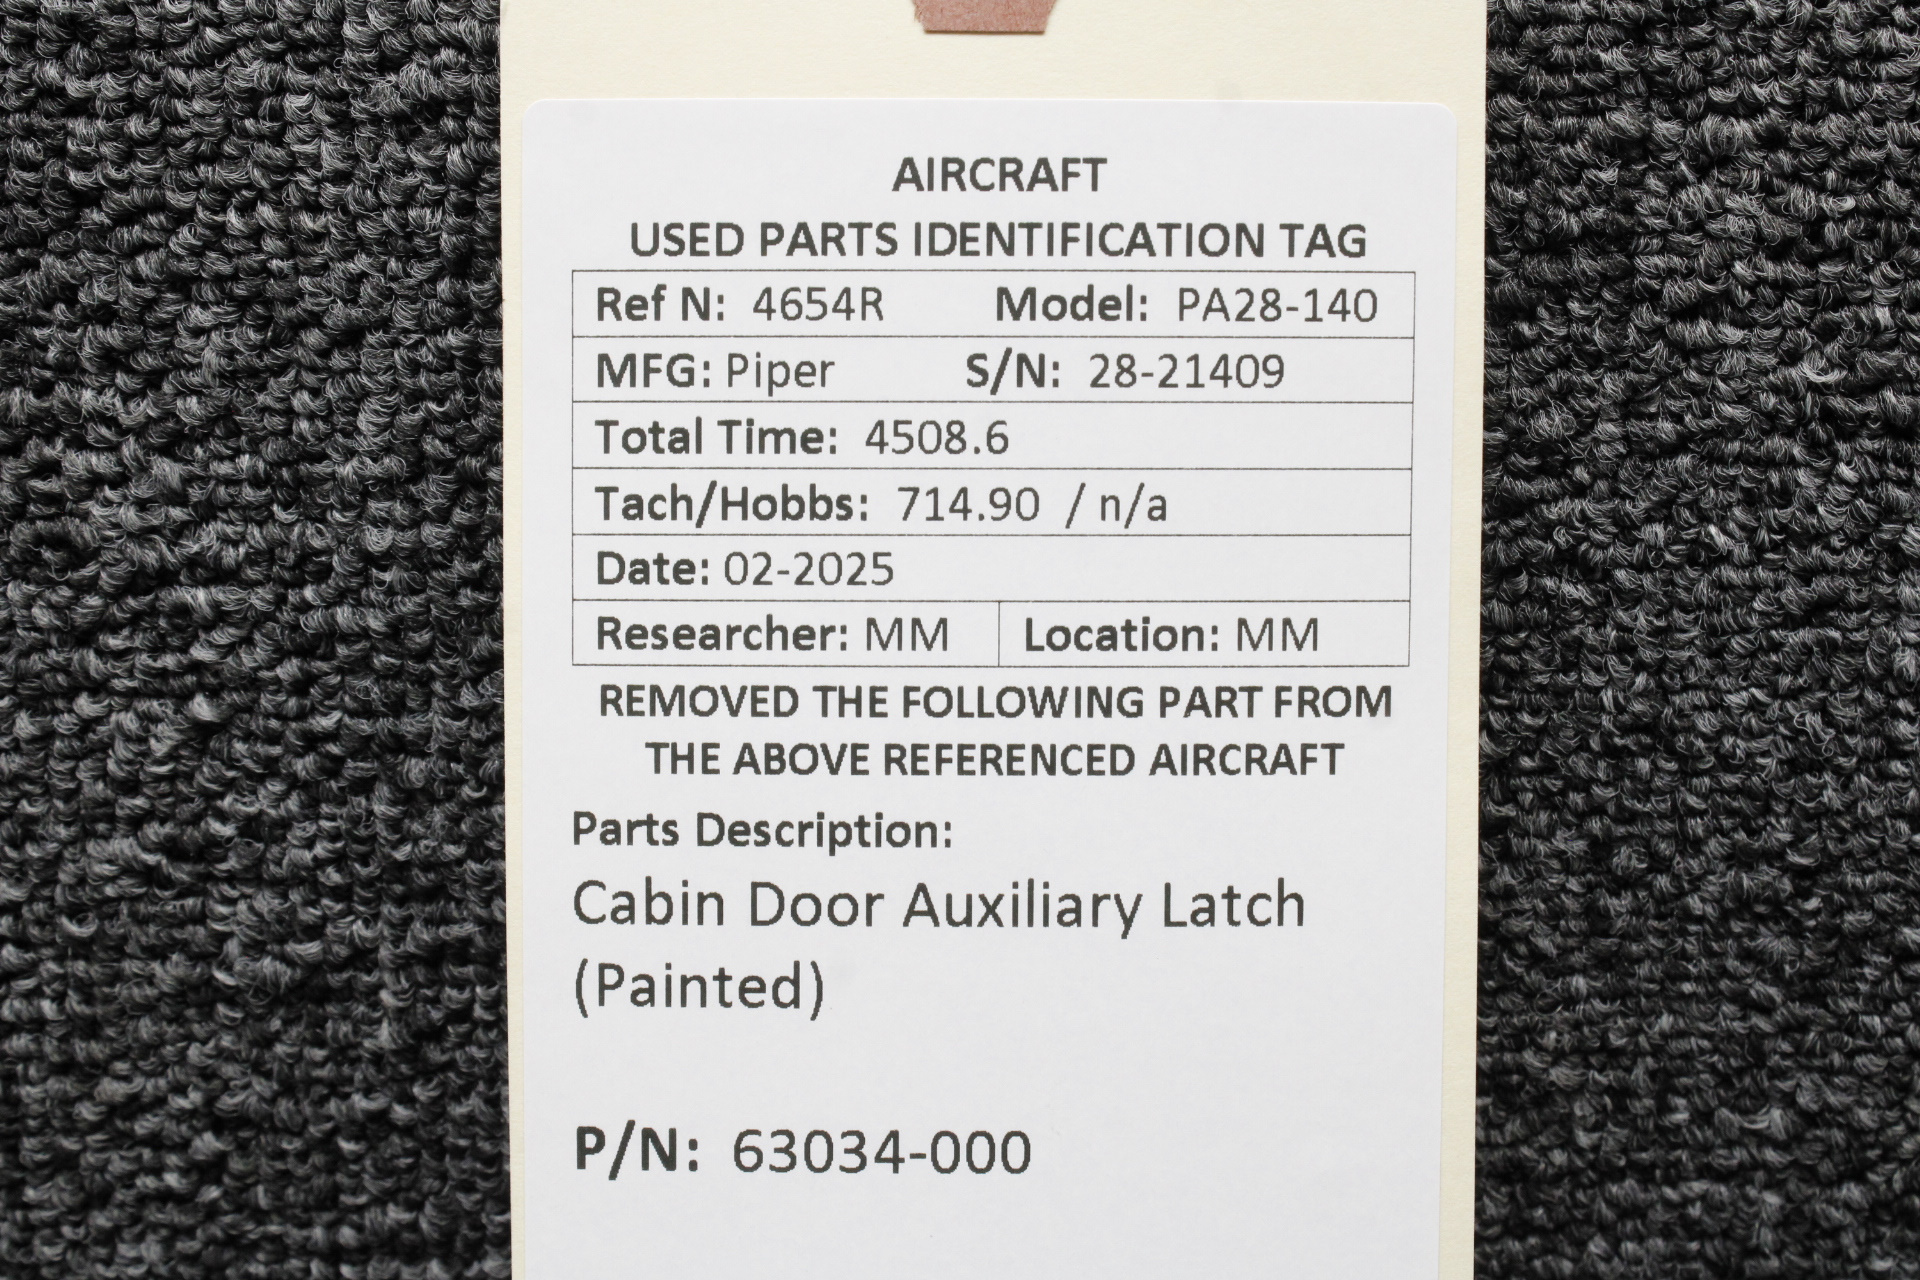 AIRCRAFT
USED PARTS IDENTIFICATION TAG
Ref N: 4654R Model: PA28-140
MFG: Piper S/N: 28-21409
Total Time: 4508.6
Tach/Hobbs: 714.90 / n/a
Date: 02-2025
Researcher: MM Location: MM
REMOVED THE FOLLOWING PART FROM
THE ABOVE REFERENCED AIRCRAFT
Parts Description:
Cabin Door Auxiliary Latch
(Painted)
P/N: 63034-000